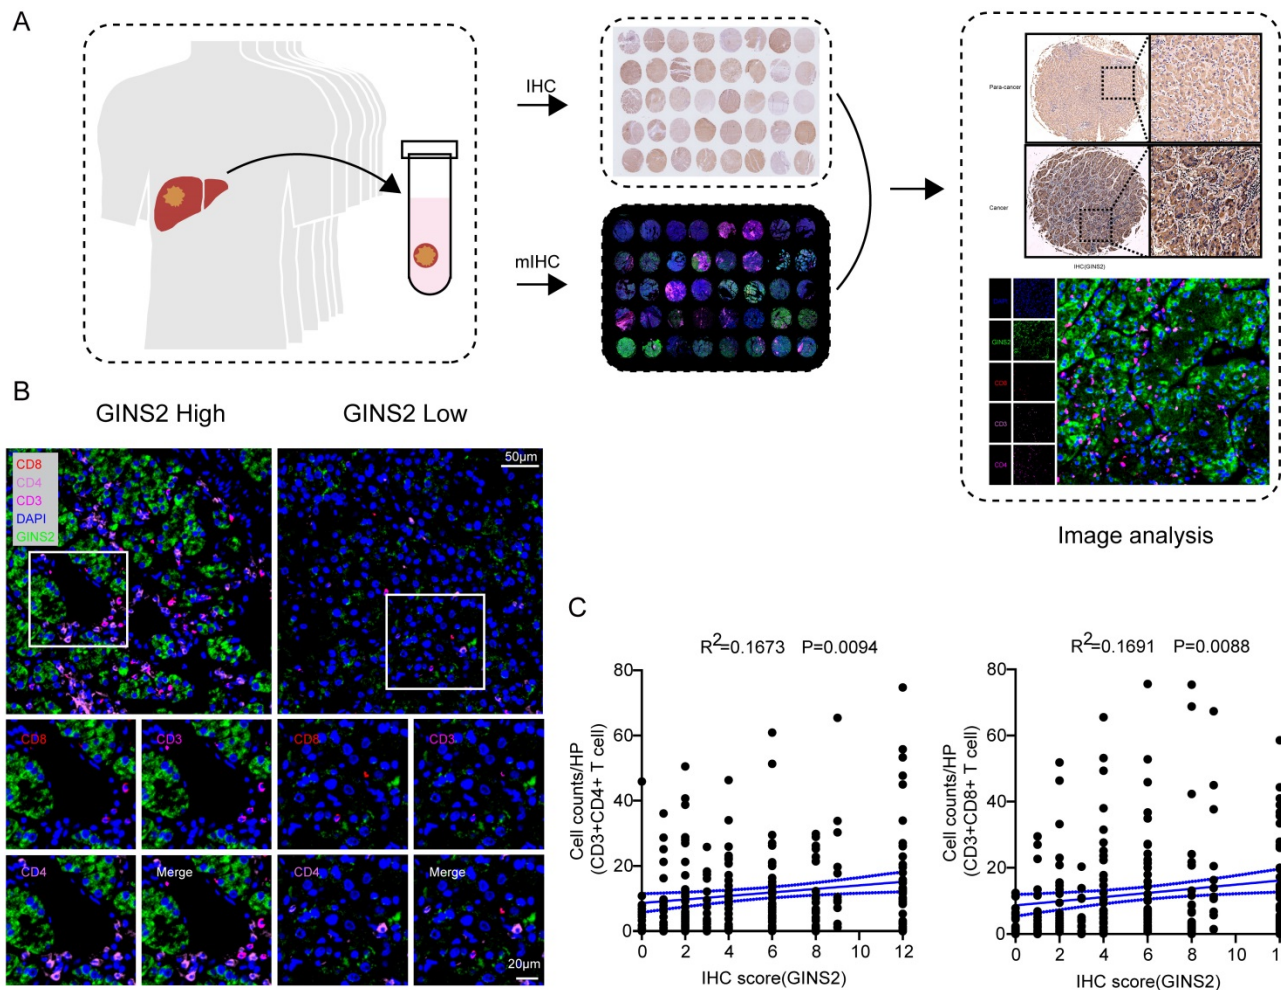 A
IHC
mIHC
Para-cancer
Cancer
IHC(GINS2)
DAPI
GINS2
CD8
CD3
CD4
Image analysis
B
GINS2 High
GINS2 Low
CD8
CD4
CD3
DAPI
GINS2
50μm
CD8
CD3
CD8
CD3
CD4
Merge
CD4
Merge
20μm
C
R2=0.1673 P=0.0094
Cell counts/HP
(CD3+CD4+ T cell)
80
60
40
20
0
0 2 4 6 8 10 12
IHC score(GINS2)
R2=0.1691 P=0.0088
Cell counts/HP
(CD3+CD8+ T cell)
80
60
40
20
0
0 2 4 6 8 10
IHC score(GINS2)